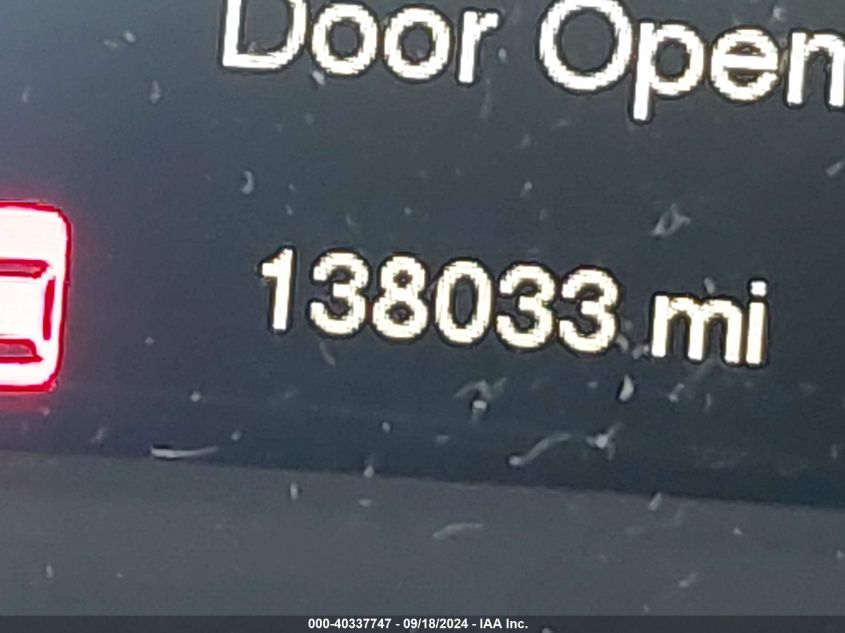 Door Open
138033 mi
000-40337747 - 09/18/2024 - IAA Inc.